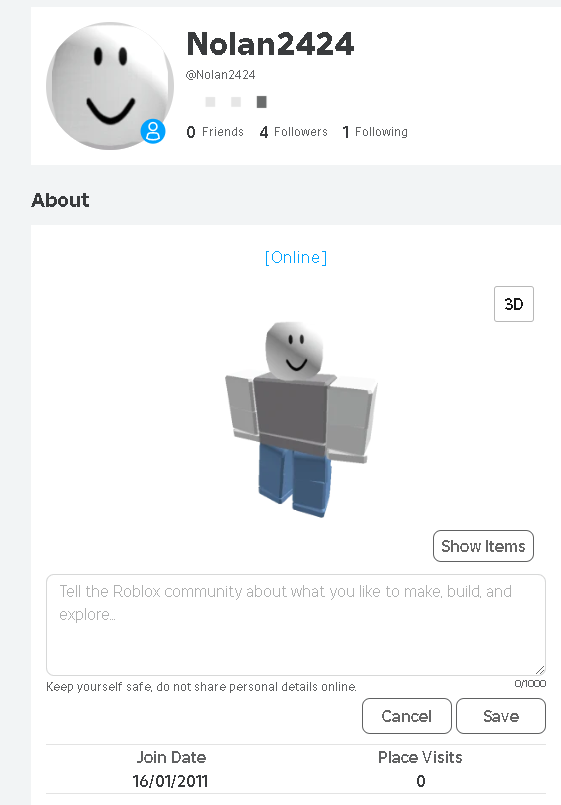 Nolan2424
@Nolan2424
0 Friends 4 Followers 1 Following
About
[Online]
3D
Show Items
Tell the Roblox community about what you like to make, build, and
explore...
Keep yourself safe, do not share personal details online.
0/1000
Cancel Save
Join Date Place Visits
16/01/2011 0